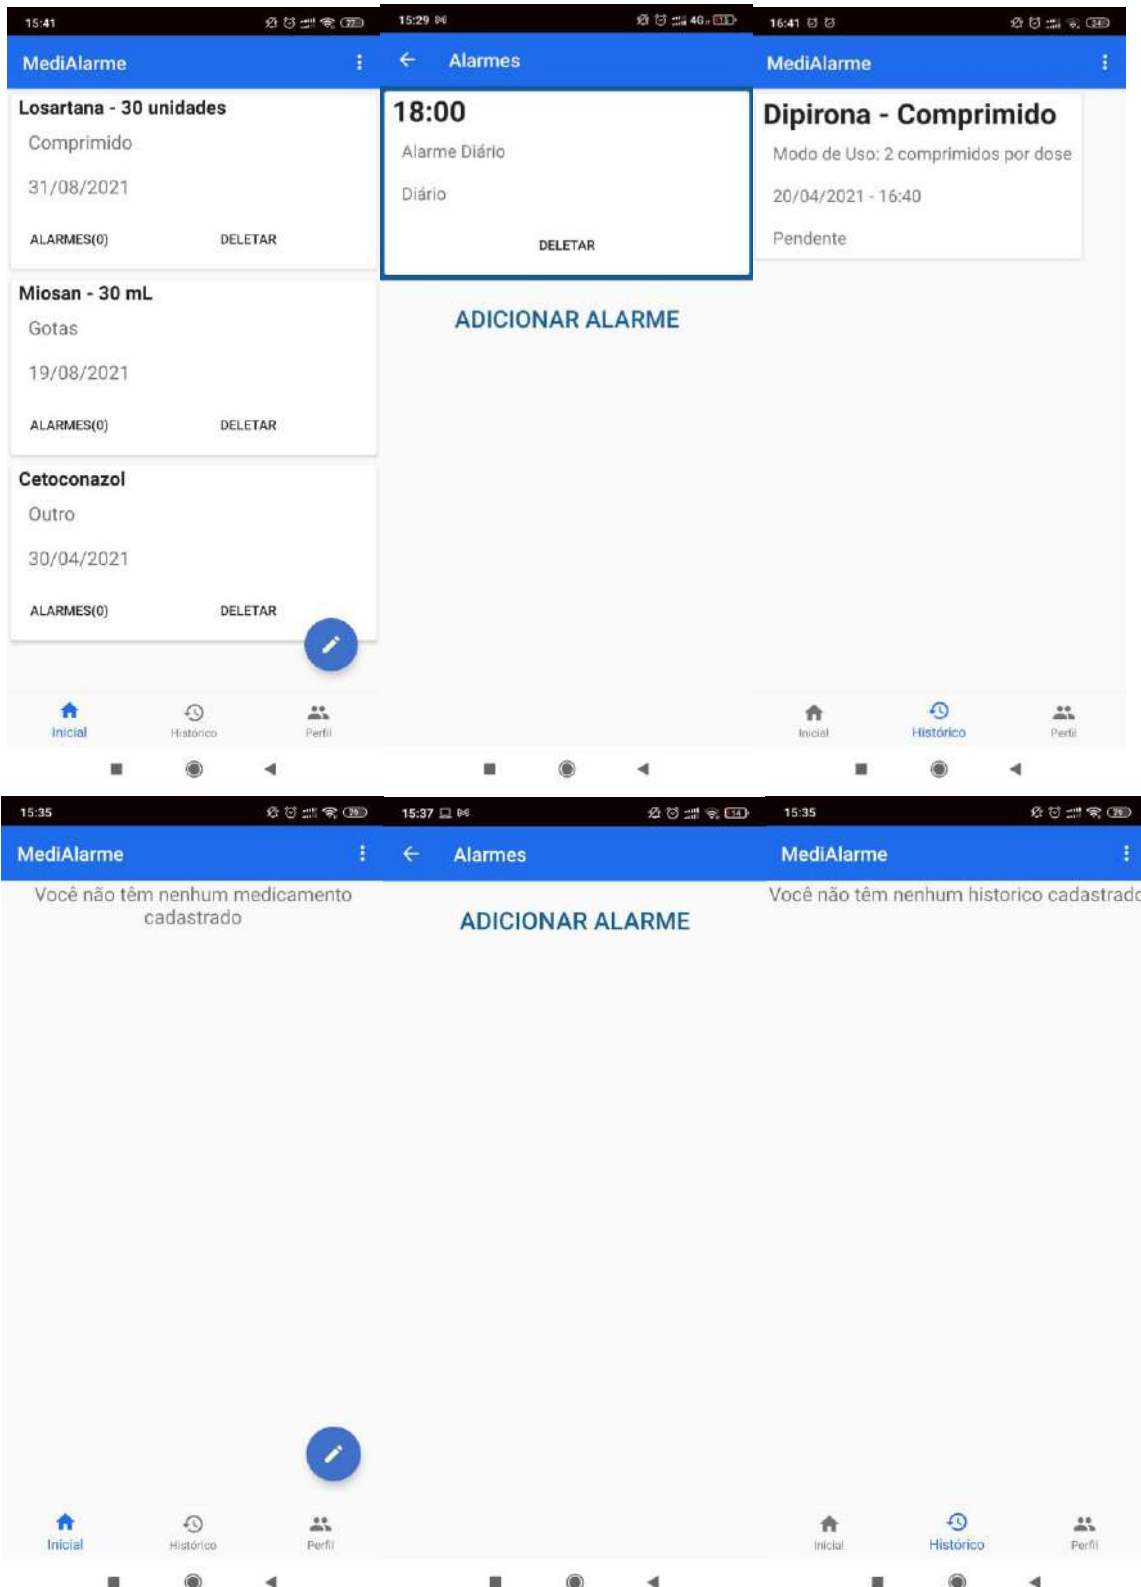 15:41
77
MediAlarme
Losartana - 30 unidades
Comprimido
31/08/2021
ALARMES(0) DELETAR
Miosan - 30 mL
Gotas
19/08/2021
ALARMES(0) DELETAR
Cetoconazol
Outro
30/04/2021
ALARMES(0) DELETAR
Inicial Histórico Perfil
15:29
4G
Alarmes
18:00
Alarme Diário
Diário
DELETAR
ADICIONAR ALARME
16:41
MediAlarme
Dipirona - Comprimido
Modo de Uso: 2 comprimidos por dose
20/04/2021 - 16:40
Pendente
Inicial Histórico Perfil
15:35
29
MediAlarme
Você não têm nenhum medicamento
cadastrado
Inicial Histórico Perfil
15:37
14
Alarmes
ADICIONAR ALARME
15:35
29
MediAlarme
Você não têm nenhum historico cadastrado
Inicial Histórico Perfil